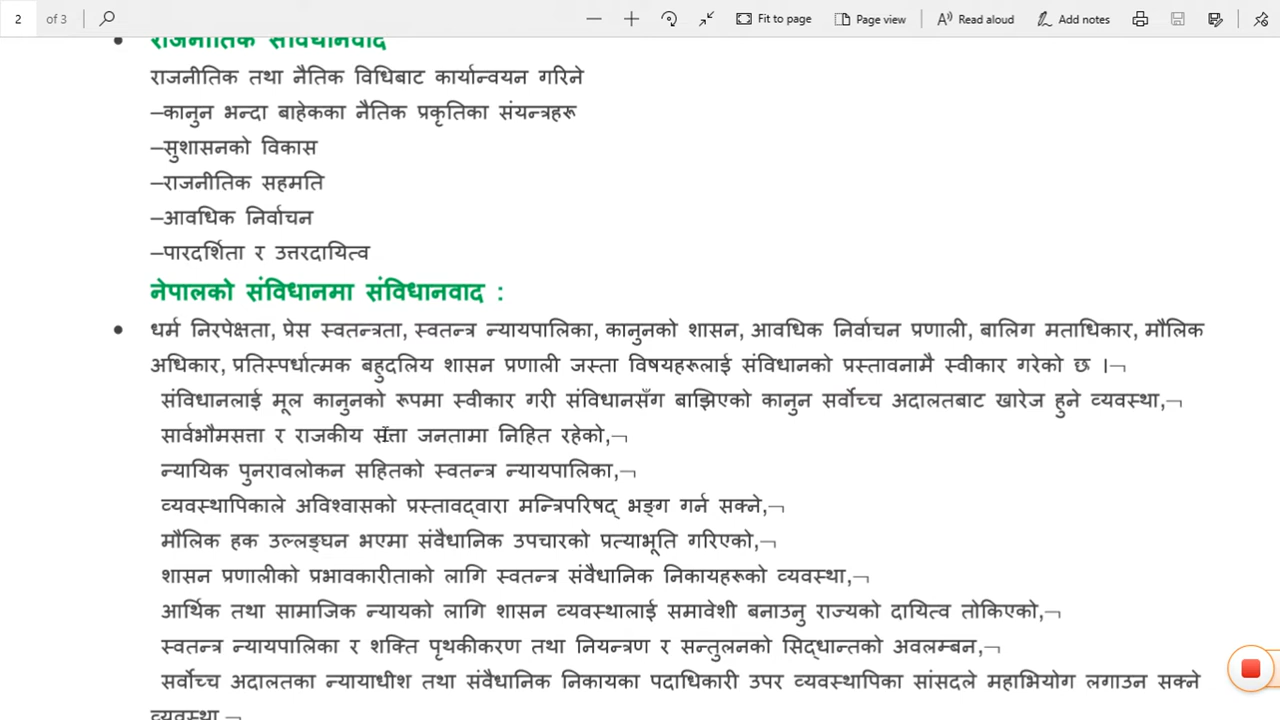 2 of 3 Fit to page Page view Read aloud Add notes
राजनीतिक संविधानवाद
राजनीतिक तथा नैतिक विधिबाट कार्यान्वयन गरिने
–कानुन भन्दा बाहेकका नैतिक प्रकृतिका संयन्त्रहरू
–सुशासनको विकास
–राजनीतिक सहमति
–आवधिक निर्वाचन
–पारदर्शिता र उत्तरदायित्व
नेपालको संविधानमा संविधानवाद :
धर्म निरपेक्षता, प्रेस स्वतन्त्रता, स्वतन्त्र न्यायपालिका, कानुनको शासन, आवधिक निर्वाचन प्रणाली, बालिग मताधिकार, मौलिक
अधिकार, प्रतिस्पर्धात्मक बहुदलिय शासन प्रणाली जस्ता विषयहरूलाई संविधानको प्रस्तावनामै स्वीकार गरेको छ ।¬
संविधानलाई मूल कानुनको रूपमा स्वीकार गरी संविधानसँग बाझिएको कानुन सर्वोच्च अदालतबाट खारेज हुने व्यवस्था,¬
सार्वभौमसत्ता र राजकीय सत्ता जनतामा निहित रहेको,¬
न्यायिक पुनरावलोकन सहितको स्वतन्त्र न्यायपालिका,¬
व्यवस्थापिकाले अविश्वासको प्रस्तावद्वारा मन्त्रिपरिषद् भङ्ग गर्न सक्ने,¬
मौलिक हक उल्लङ्घन भएमा संवैधानिक उपचारको प्रत्याभूति गरिएको,¬
शासन प्रणालीको प्रभावकारीताको लागि स्वतन्त्र संवैधानिक निकायहरूको व्यवस्था,¬
आर्थिक तथा सामाजिक न्यायको लागि शासन व्यवस्थालाई समावेशी बनाउनु राज्यको दायित्व तोकिएको,¬
स्वतन्त्र न्यायपालिका र शक्ति पृथकीकरण तथा नियन्त्रण र सन्तुलनको सिद्धान्तको अवलम्बन,¬
सर्वोच्च अदालतका न्यायाधीश तथा संवैधानिक निकायका पदाधिकारी उपर व्यवस्थापिका सांसदले महाभियोग लगाउन सक्ने
व्यवस्था,¬